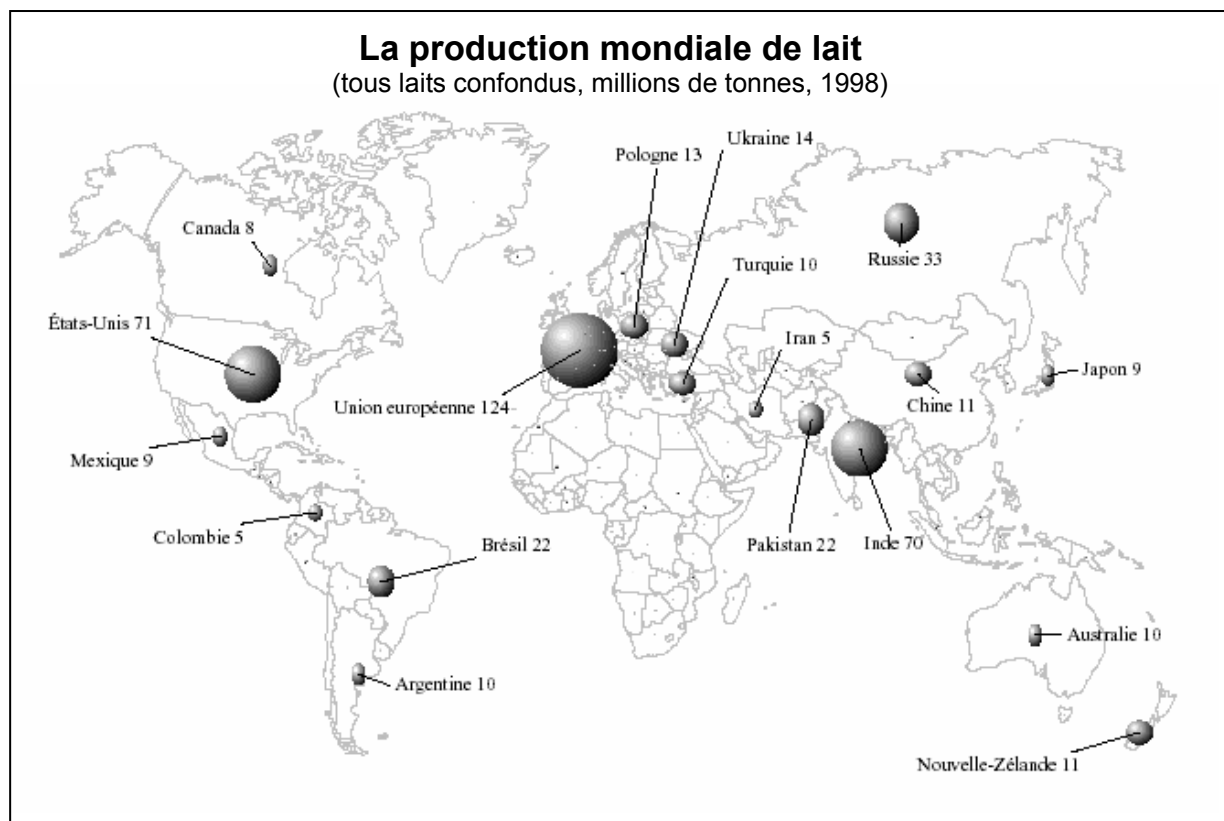 La production mondiale de lait
(tous laits confondus, millions de tonnes, 1998)
Ukraine 14
Pologne 13
Canada 8
Russie 33
Turquie 10
États-Unis 71
Iran 5
Japon 9
Union européenne 124
Chine 11
Mexique 9
Colombie 5
Brésil 22
Pakistan 22
Inde 70
Australie 10
Argentine 10
Nouvelle-Zélande 11